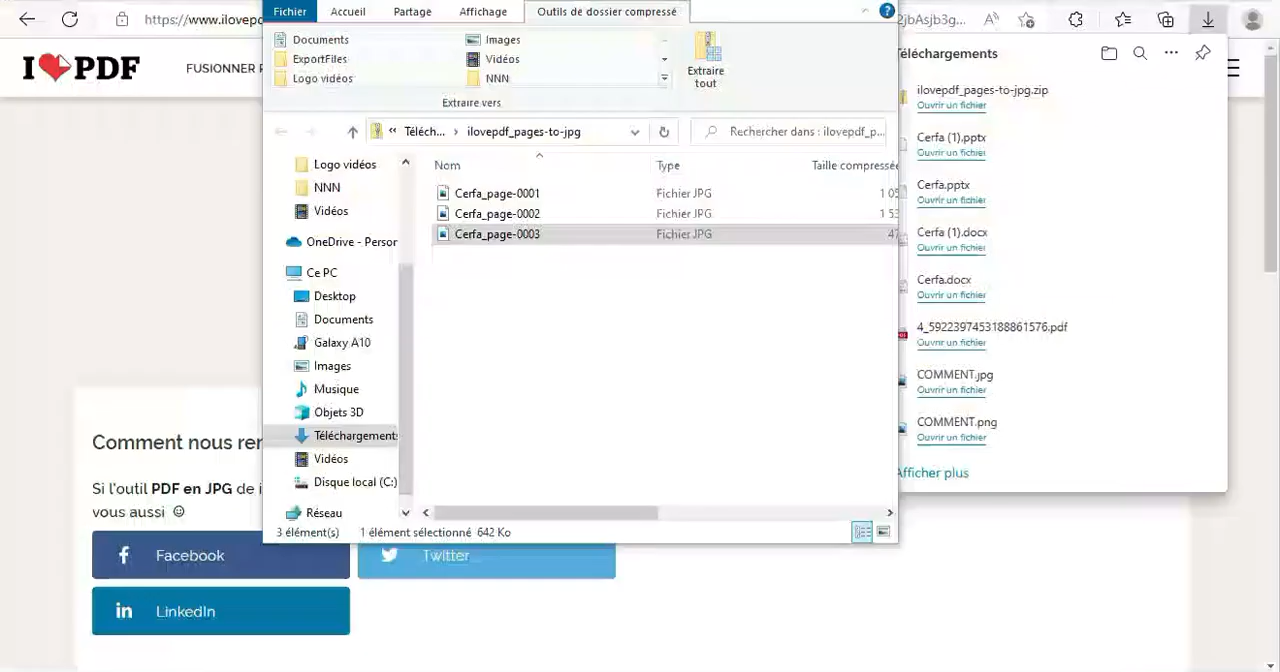 https://www.ilovepd
2jbAsjb3g...
I PDF
FUSIONNER P
Fichier
Accueil
Partage
Affichage
Outils de dossier compressé
Documents
Images
ExportFiles
Vidéos
Logo vidéos
NNN
Extraire tout
Extraire vers
Téléch...
ilovepdf_pages-to-jpg
Rechercher dans : ilovepdf_p...
Logo vidéos
NNN
Vidéos
OneDrive - Person
Ce PC
Desktop
Documents
Galaxy A10
Images
Musique
Objets 3D
Téléchargements
Vidéos
Disque local (C:)
Réseau
Nom
Type
Taille compressée
Cerfa_page-0001
Fichier JPG
1 05
Cerfa_page-0002
Fichier JPG
1 53
Cerfa_page-0003
Fichier JPG
47
3 élément(s)
1 élément sélectionné 642 Ko
Téléchargements
ilovepdf_pages-to-jpg.zip
Ouvrir un fichier
Cerfa (1).pptx
Ouvrir un fichier
Cerfa.pptx
Ouvrir un fichier
Cerfa (1).docx
Ouvrir un fichier
Cerfa.docx
Ouvrir un fichier
4_5922397453188861576.pdf
Ouvrir un fichier
COMMENT.jpg
Ouvrir un fichier
COMMENT.png
Ouvrir un fichier
Afficher plus
Comment nous ren
Si l'outil PDF en JPG de i
vous aussi ☺
Facebook
Twitter
LinkedIn